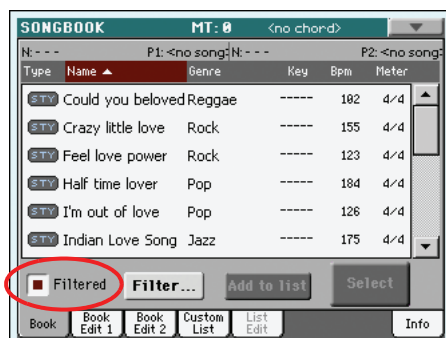 SONGBOOK MT: 0 <no chord>
N: - - - P1: <no song N: - - - P2: <no song
Type Name Genre Key Bpm Meter
STY Could you beloved Reggae ----- 102 4/4
STY Crazy little love Rock ----- 155 4/4
STY Feel love power Rock ----- 123 4/4
STY Half time lover Pop ----- 184 4/4
STY I'm out of love Pop ----- 126 4/4
STY Indian Love Song Jazz ----- 175 4/4
Filtered Filter... Add to list Select
Book Book Edit 1 Book Edit 2 Custom List List Edit Info